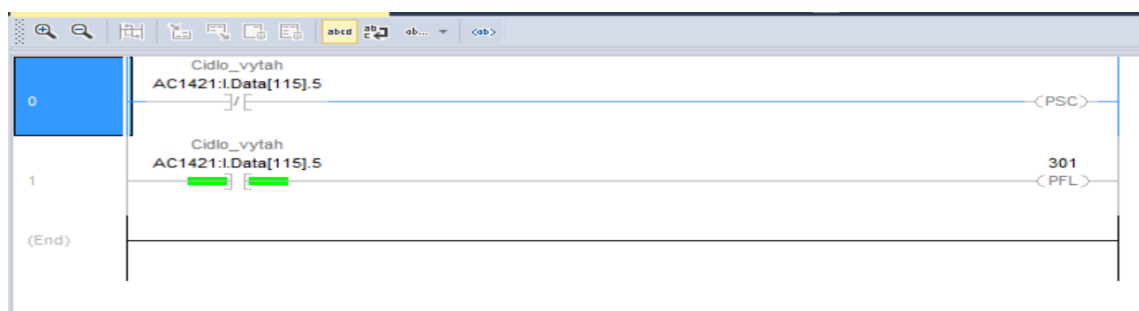 abcd
ab
c
ab...
<ab>
Cidlo_vytah
AC1421:I.Data[115].5
0
PSC
Cidlo_vytah
AC1421:I.Data[115].5
301
1
PFL
(End)